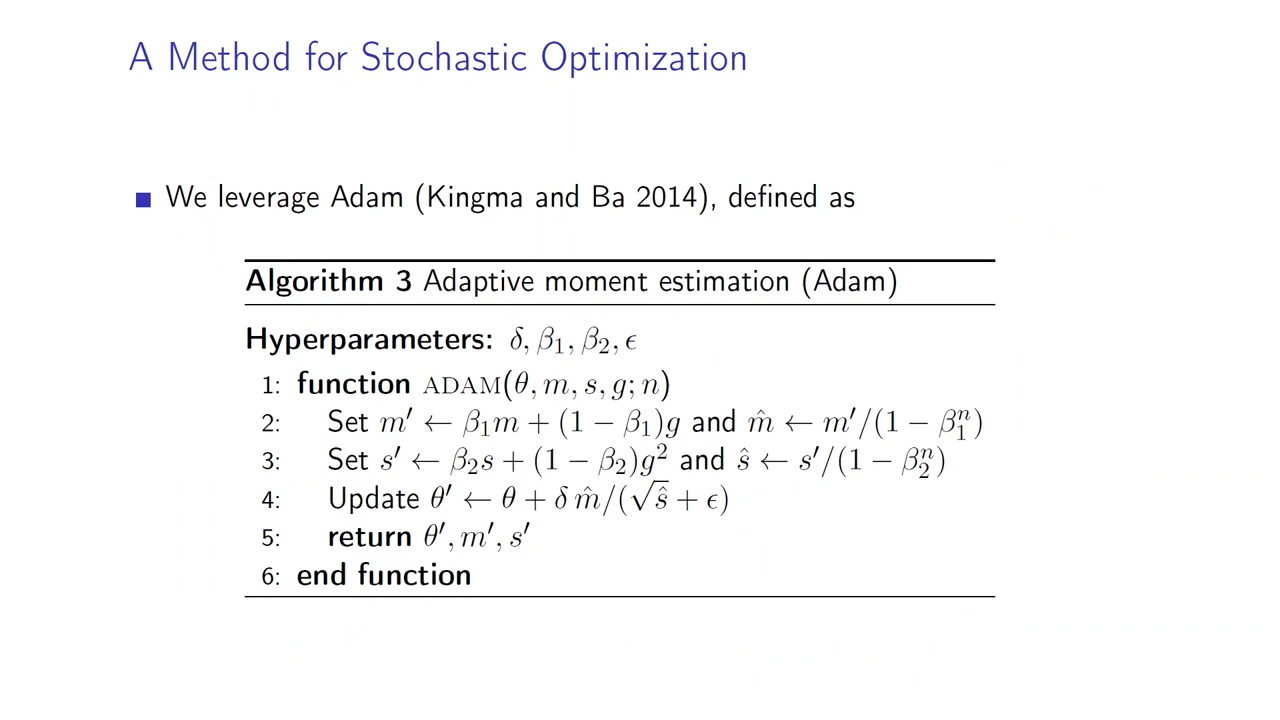 A Method for Stochastic Optimization
■ We leverage Adam (Kingma and Ba 2014), defined as
Algorithm 3 Adaptive moment estimation (Adam)
Hyperparameters: δ, β₁, β₂, ϵ
1: function ADAM(θ, m, s, g; n)
2: Set m′ ← β₁m + (1 − β₁)g and m̂ ← m′/(1 − β₁ⁿ)
3: Set s′ ← β₂s + (1 − β₂)g² and ŝ ← s′/(1 − β₂ⁿ)
4: Update θ′ ← θ + δ m̂/(√ŝ + ϵ)
5: return θ′, m′, s′
6: end function